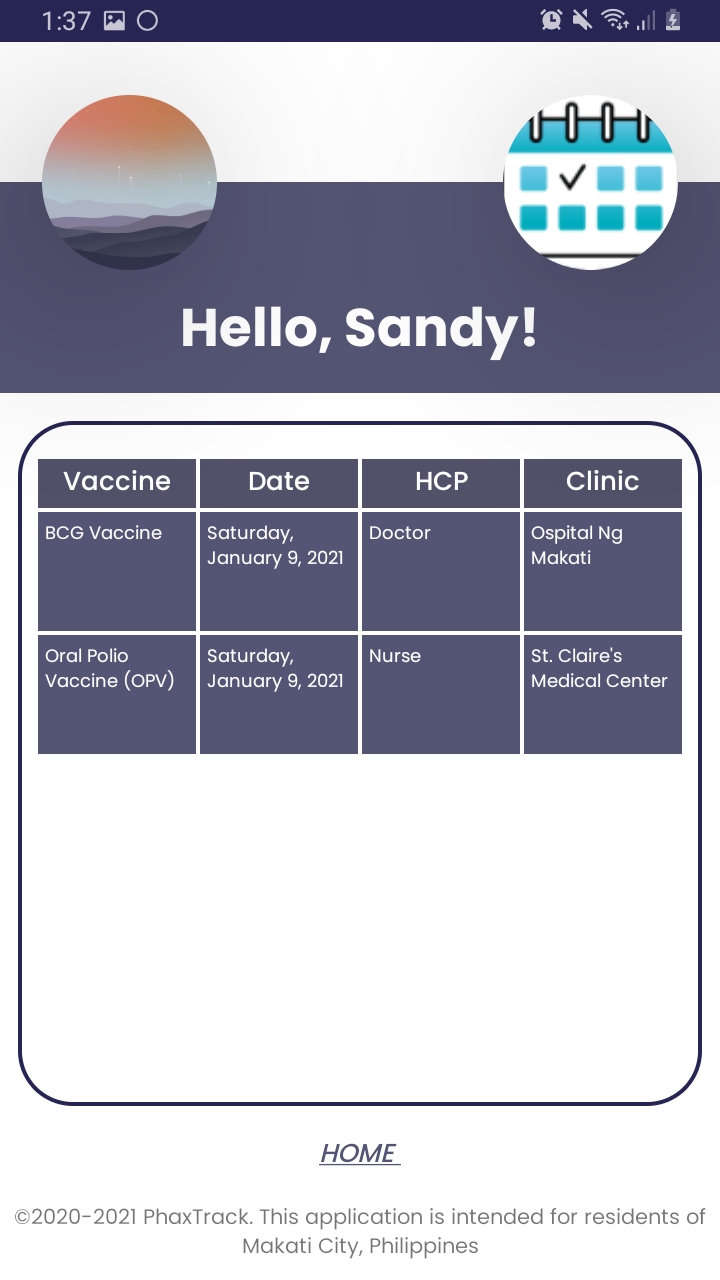 1:37
Hello, Sandy!
Vaccine Date HCP Clinic
BCG Vaccine
Saturday,
January 9, 2021
Doctor
Ospital Ng
Makati
Oral Polio
Vaccine (OPV)
Saturday,
January 9, 2021
Nurse
St. Claire's
Medical Center
HOME
©2020-2021 PhaxTrack. This application is intended for residents of
Makati City, Philippines